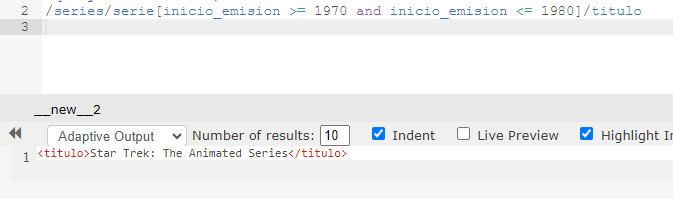 2 /series/serie[inicio_emision >= 1970 and inicio_emision <= 1980]/titulo
3
__new__2
Adaptive Output Number of results: 10 Indent Live Preview Highlight
1 <titulo>Star Trek: The Animated Series</titulo>